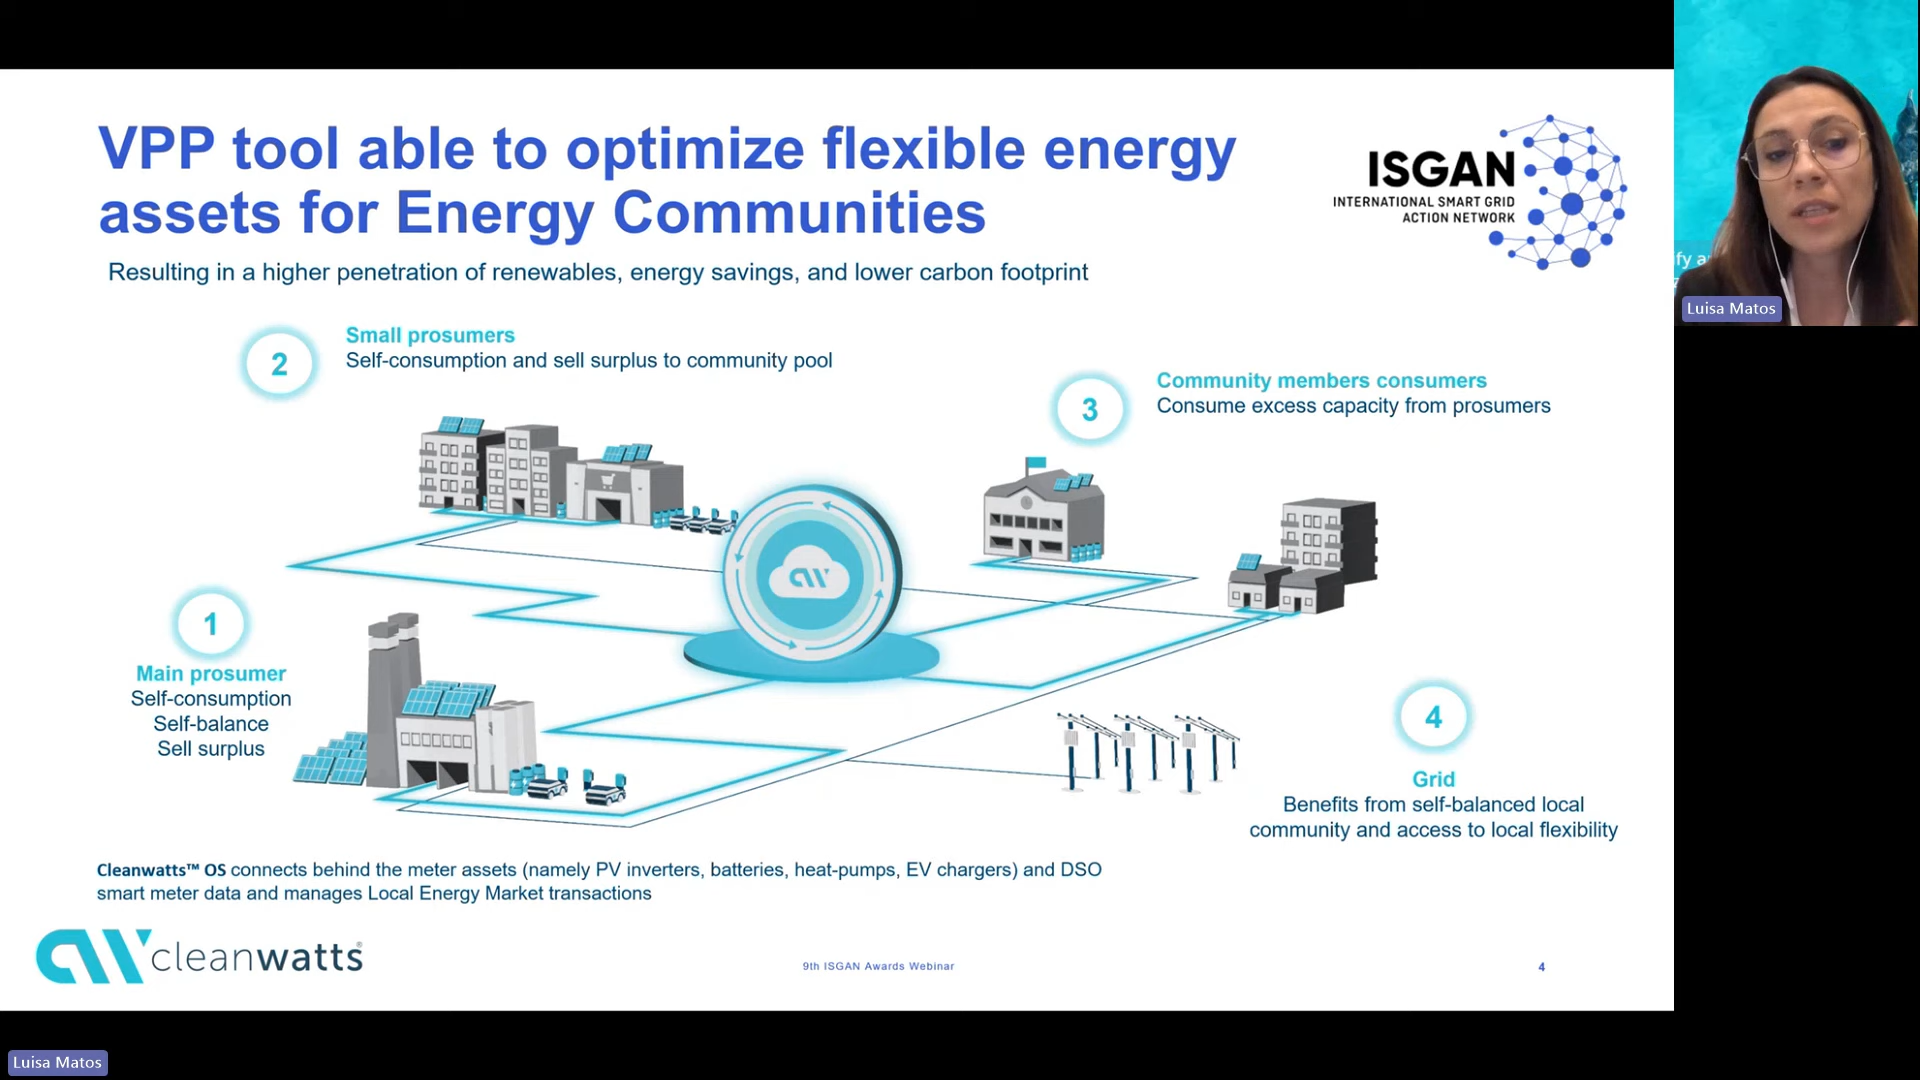 VPP tool able to optimize flexible energy
assets for Energy Communities
Resulting in a higher penetration of renewables, energy savings, and lower carbon footprint
ISGAN
INTERNATIONAL SMART GRID
ACTION NETWORK
Luisa Matos
2
Small prosumers
Self-consumption and sell surplus to community pool
3
Community members consumers
Consume excess capacity from prosumers
1
Main prosumer
Self-consumption
Self-balance
Sell surplus
4
Grid
Benefits from self-balanced local
community and access to local flexibility
Cleanwatts™ OS connects behind the meter assets (namely PV inverters, batteries, heat-pumps, EV chargers) and DSO
smart meter data and manages Local Energy Market transactions
cleanwatts®
9th ISGAN Awards Webinar
4
Luisa Matos